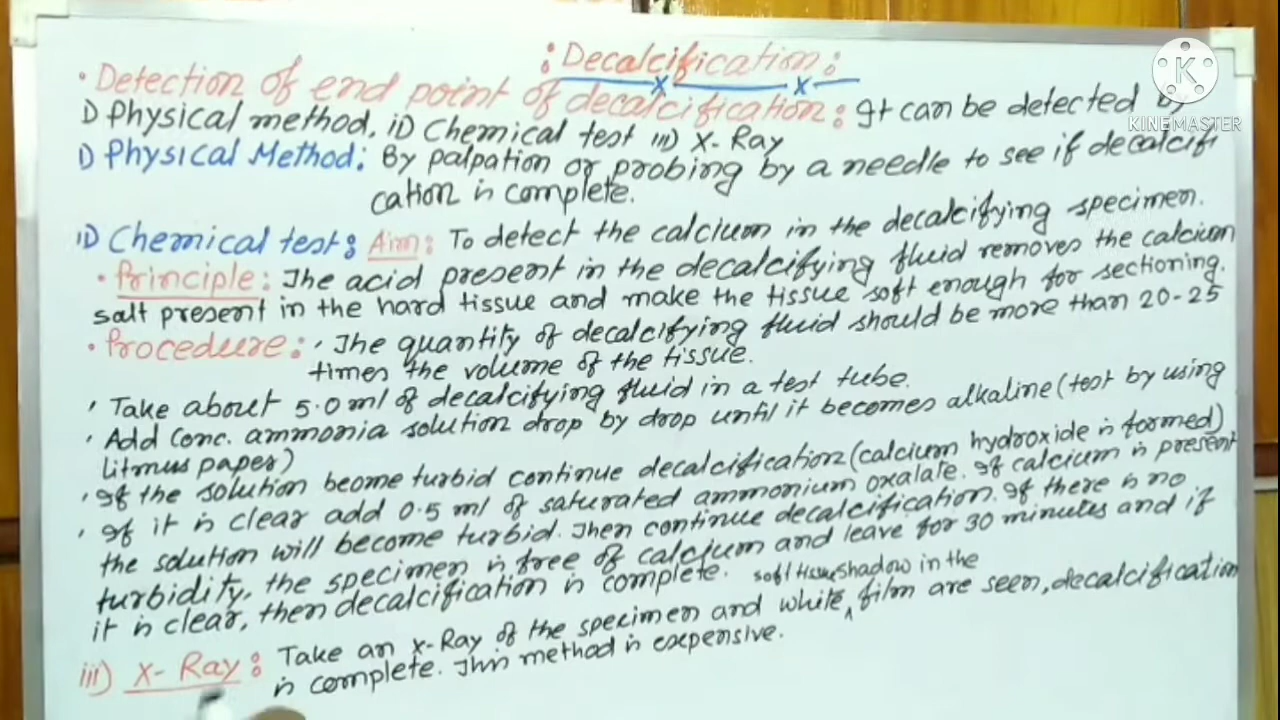 : Decalcification :
• Detection of end point of decalcification : It can be detected by
i) Physical method, ii) Chemical test iii) X-Ray
i) Physical Method : By palpation or probing by a needle to see if decalcifi
cation is complete.
ii) Chemical test : Aim : To detect the calcium in the decalcifying specimen.
• Principle : The acid present in the decalcifying fluid removes the calcium
salt present in the hard tissue and make the tissue soft enough for sectioning.
• Procedure : • The quantity of decalcifying fluid should be more than 20-25
times the volume of the tissue.
• Take about 5.0 ml of decalcifying fluid in a test tube.
• Add Conc. ammonia solution drop by drop until it becomes alkaline (test by using
litmus paper)
• If the solution beome turbid continue decalcification (calcium hydroxide is formed)
• If it is clear add 0.5 ml of saturated ammonium oxalate. If calcium is present
the solution will become turbid. Then continue decalcification. If there is no
turbidity, the specimen is free of calcium and leave for 30 minutes and if
it is clear, then decalcification is complete.
iii) X-Ray : Take an X-Ray of the specimen and white soft tissue shadow in the film are seen, decalcification
is complete. This method is expensive.
K
KINEMASTER